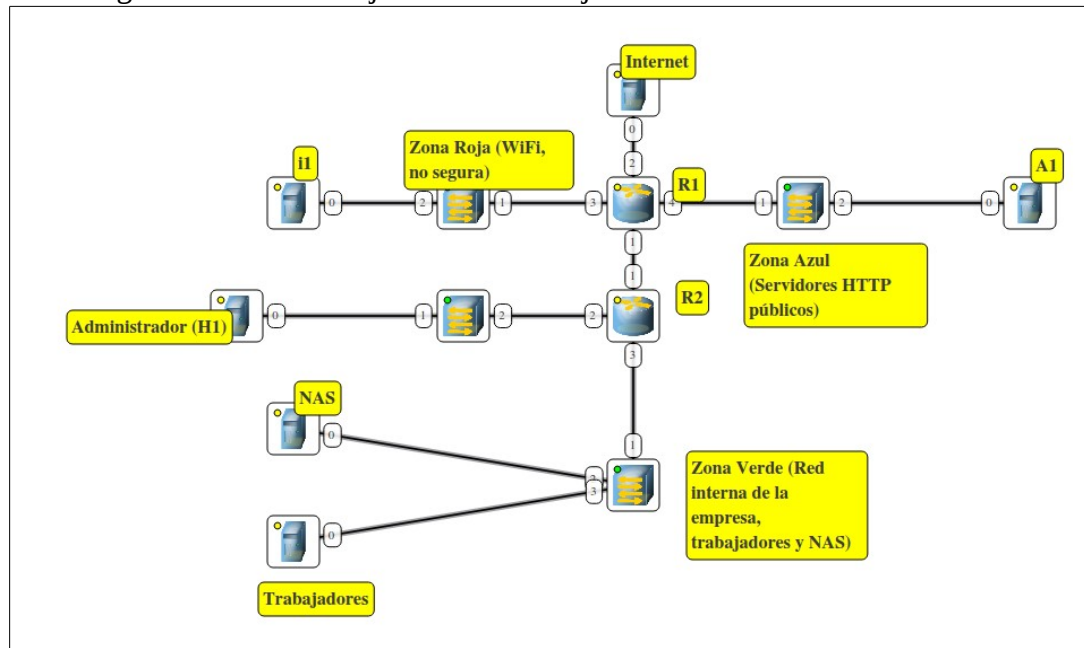 Internet
i1
Zona Roja (WiFi,
no segura)
R1
A1
0
2
0
2
1
3
4
1
2
0
1
Zona Azul
(Servidores HTTP
públicos)
1
R2
Administrador (H1)
0
1
2
2
3
NAS
0
1
3
Zona Verde (Red
interna de la
empresa,
trabajadores y NAS)
0
Trabajadores